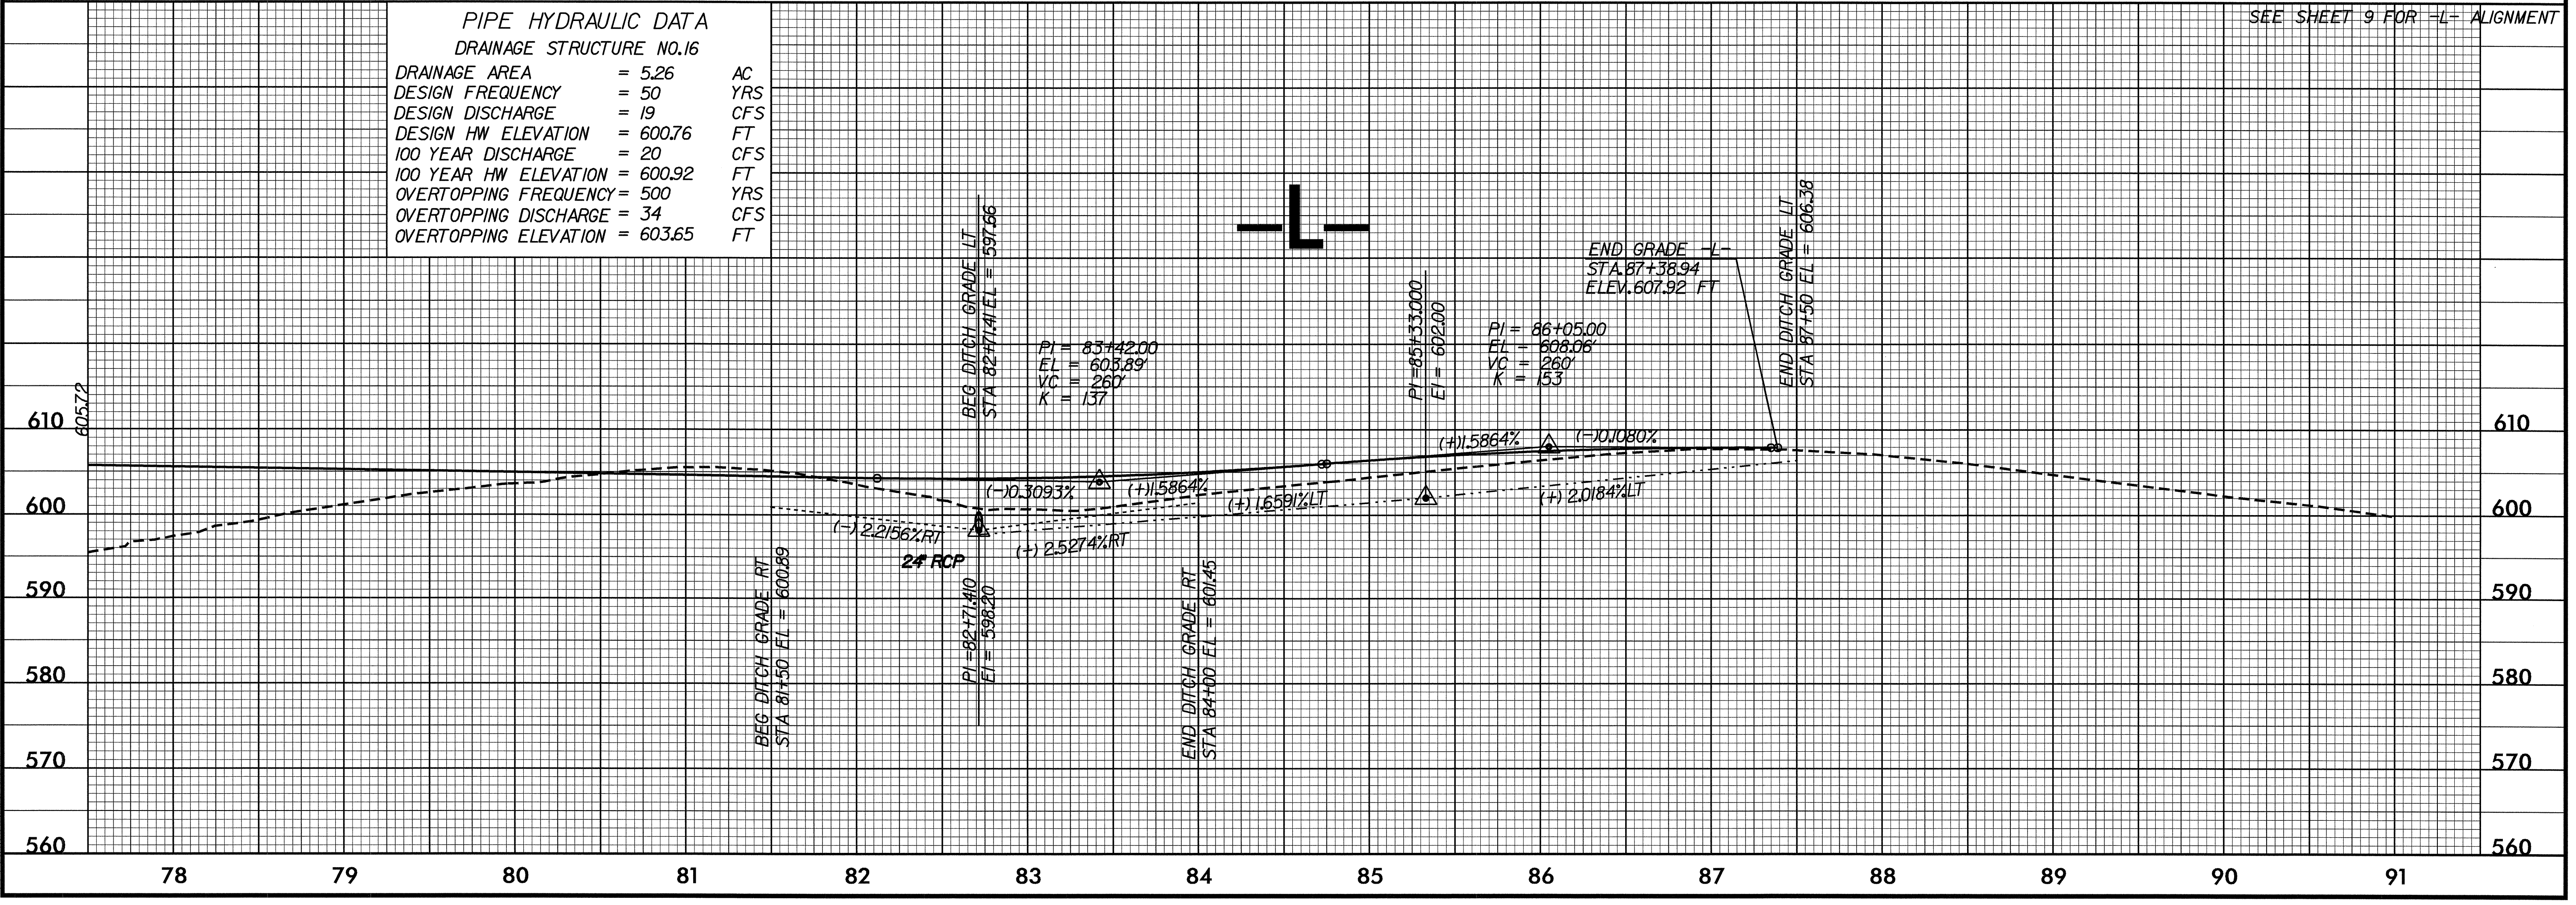 PIPE HYDRAULIC DATA
DRAINAGE STRUCTURE NO.16
DRAINAGE AREA = 5.26 AC
DESIGN FREQUENCY = 50 YRS
DESIGN DISCHARGE = 19 CFS
DESIGN HW ELEVATION = 600.76 FT
100 YEAR DISCHARGE = 20 CFS
100 YEAR HW ELEVATION = 600.92 FT
OVERTOPPING FREQUENCY = 500 YRS
OVERTOPPING DISCHARGE = 34 CFS
OVERTOPPING ELEVATION = 603.65 FT
SEE SHEET 9 FOR -L- ALIGNMENT
-L-
BEG DITCH GRADE LT
STA 82+71.41 EL = 597.66
END GRADE -L-
STA.87+38.94
ELEV.607.92 FT
END DITCH GRADE LT
STA 87+50 EL = 606.38
PI = 83+42.00
EL = 603.89'
VC = 260'
K = 137
PI =85+33.000
El = 602.00
PI = 86+05.00
EL = 608.06'
VC = 260'
K = 153
605.72
610
610
(-)0.3093%
(+)1.5864%
(+)1.5864%
(-)0.1080%
600
600
(-) 2.2156%RT
(+) 2.5274%RT
(+) 1.6591%LT
(+) 2.0184%LT
24" RCP
BEG DITCH GRADE RT
STA 81+50 EL = 600.89
PI =82+71.410
El = 598.20
END DITCH GRADE RT
STA 84+00 EL = 601.45
590
590
580
580
570
570
560
560
78 79 80 81 82 83 84 85 86 87 88 89 90 91